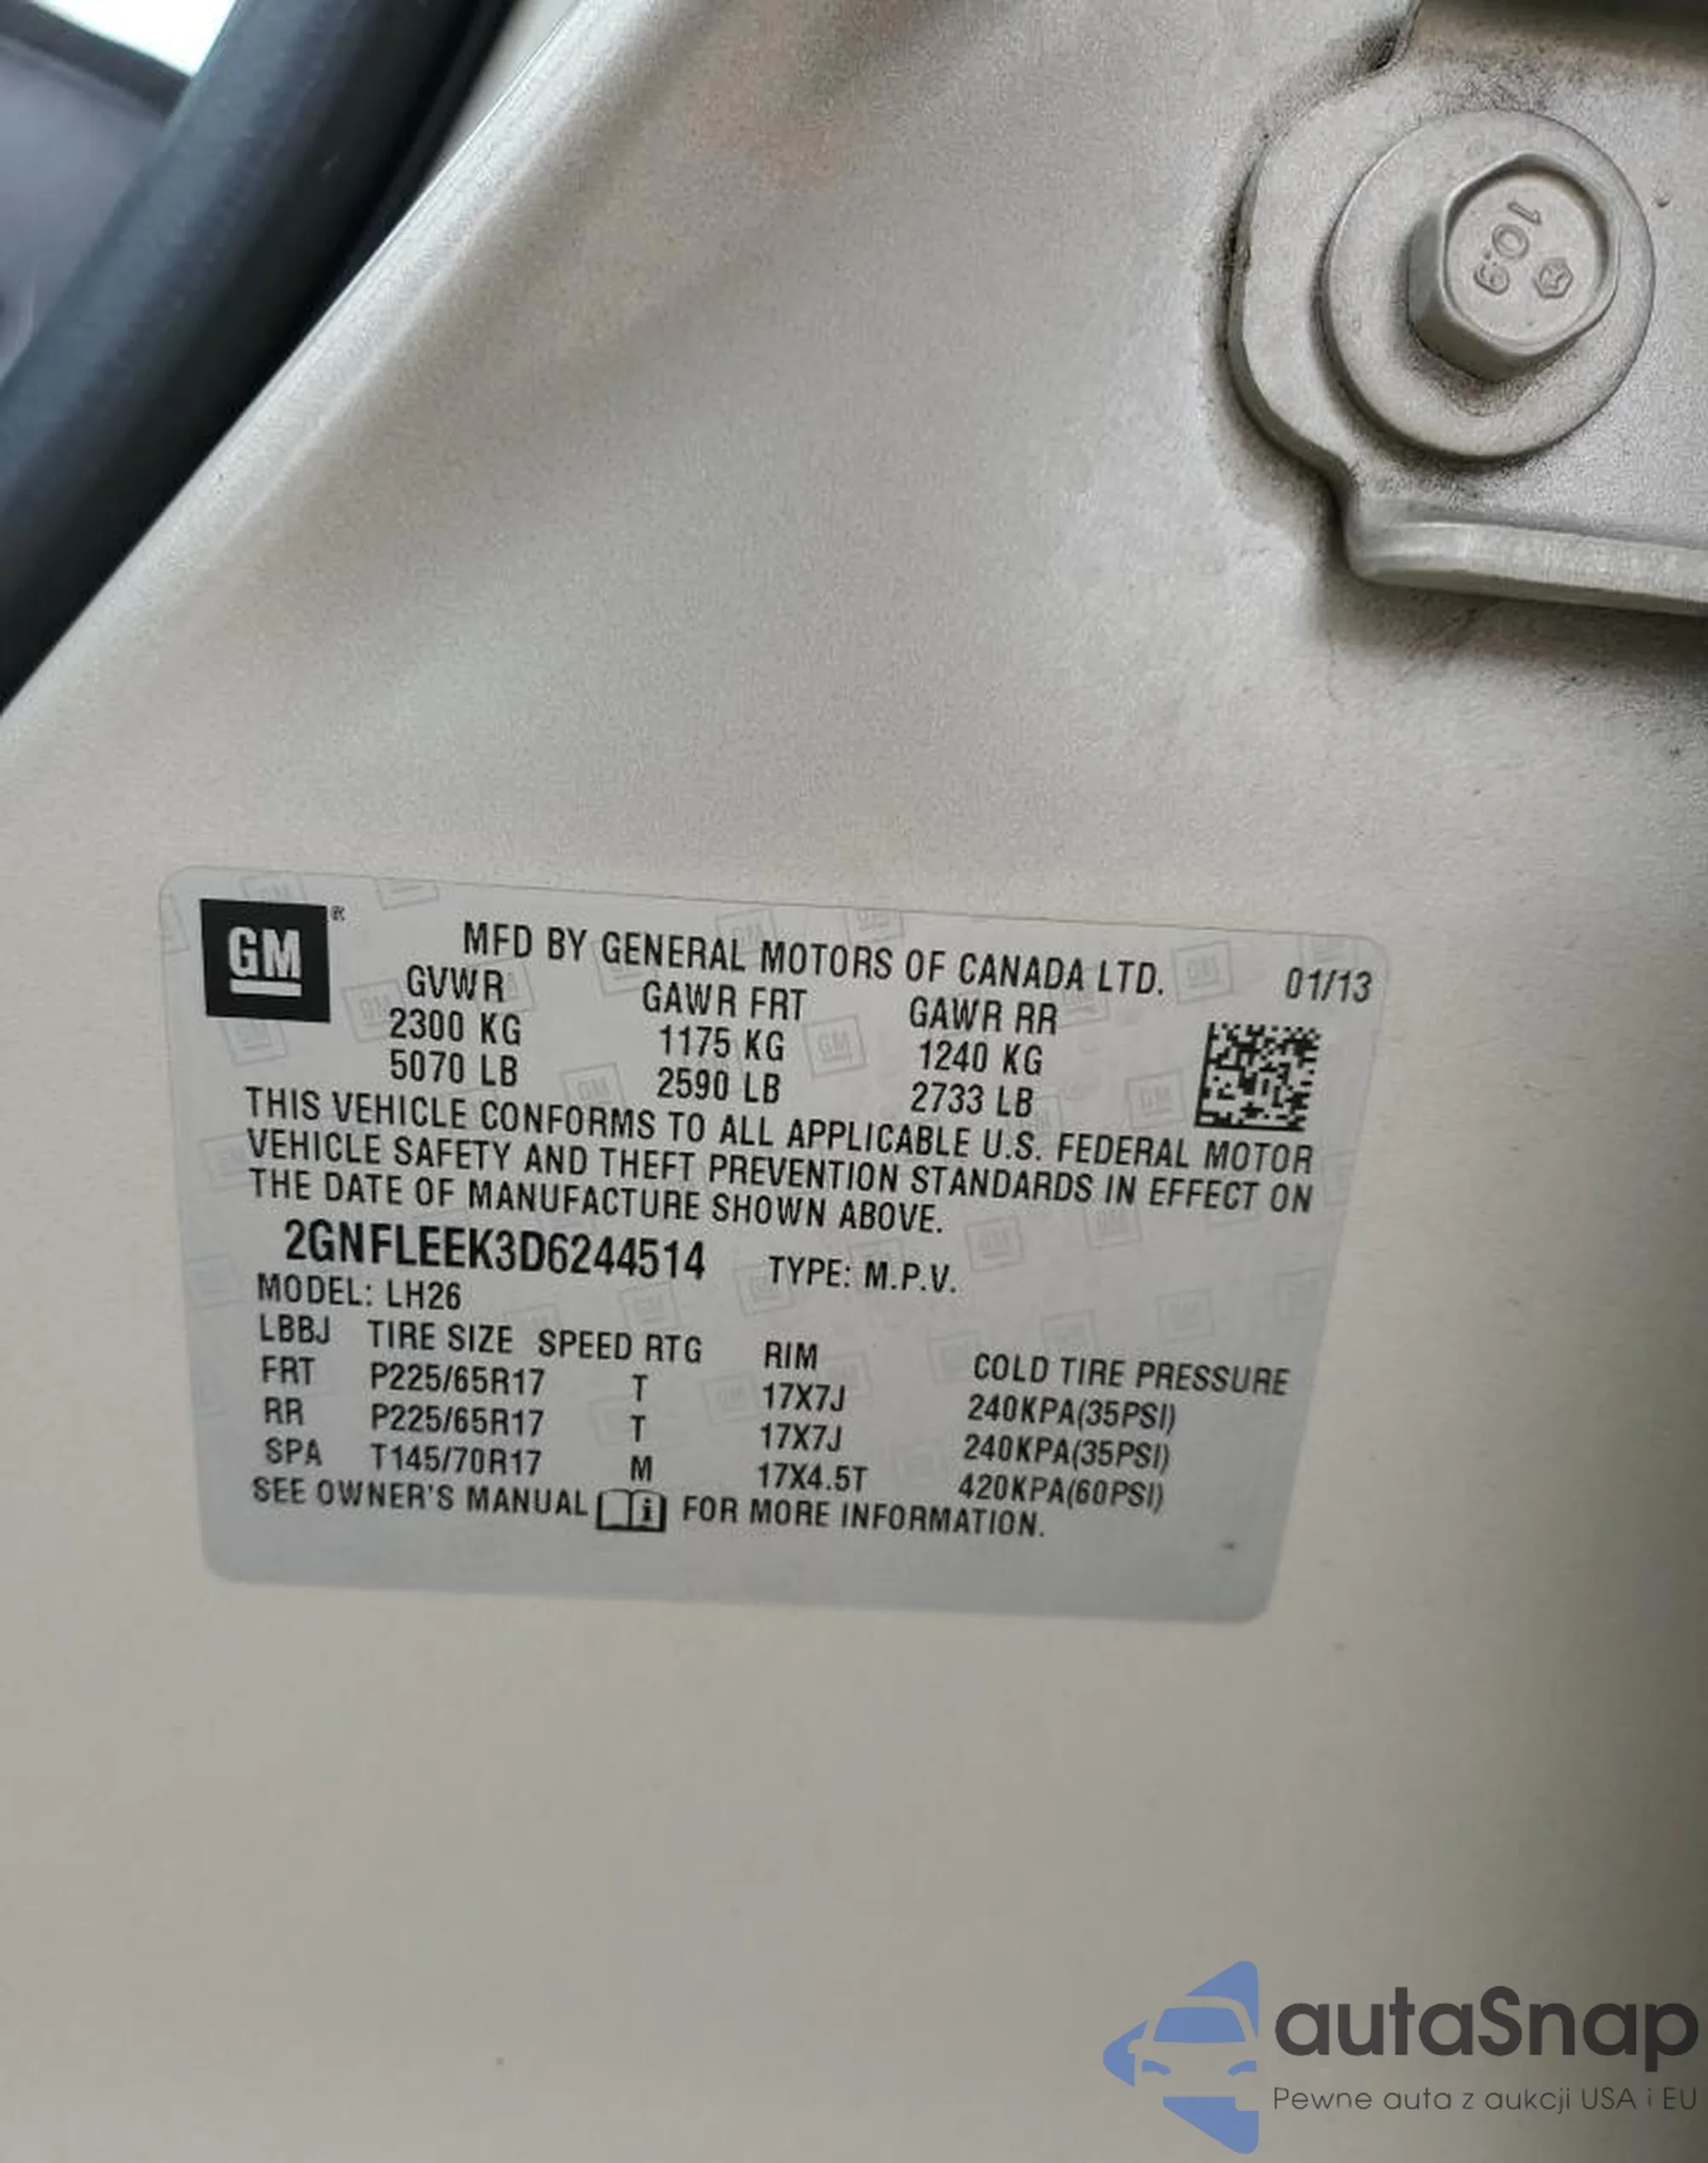 10.9
GM ®
MFD BY GENERAL MOTORS OF CANADA LTD. 01/13
GVWR GAWR FRT GAWR RR
2300 KG 1175 KG 1240 KG
5070 LB 2590 LB 2733 LB
THIS VEHICLE CONFORMS TO ALL APPLICABLE U.S. FEDERAL MOTOR
VEHICLE SAFETY AND THEFT PREVENTION STANDARDS IN EFFECT ON
THE DATE OF MANUFACTURE SHOWN ABOVE.
2GNFLEEK3D6244514 TYPE: M.P.V.
MODEL: LH26
LBBJ TIRE SIZE SPEED RTG RIM COLD TIRE PRESSURE
FRT P225/65R17 T 17X7J 240KPA(35PSI)
RR P225/65R17 T 17X7J 240KPA(35PSI)
SPA T145/70R17 M 17X4.5T 420KPA(60PSI)
SEE OWNER'S MANUAL i FOR MORE INFORMATION.
autaSnap
Pewne auta z aukcji USA i EU